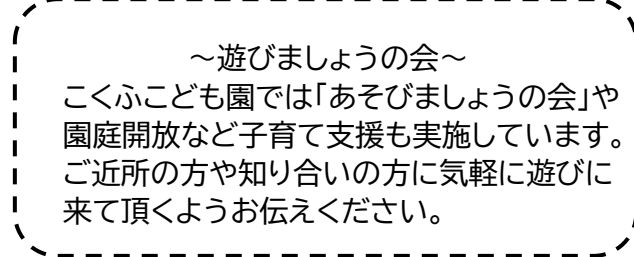 ～遊びましょうの会～
こくふこども園では「あそびましょうの会」や
園庭開放など子育て支援も実施しています。
ご近所の方や知り合いの方に気軽に遊びに
来て頂くようお伝えください。